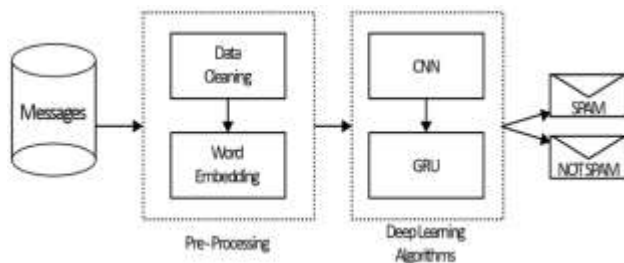 Messages
Data
Cleaning
Word
Embedding
Pre-Processing
CNN
GRU
Deep Learning
Algorithms
SPAM
NOT SPAM